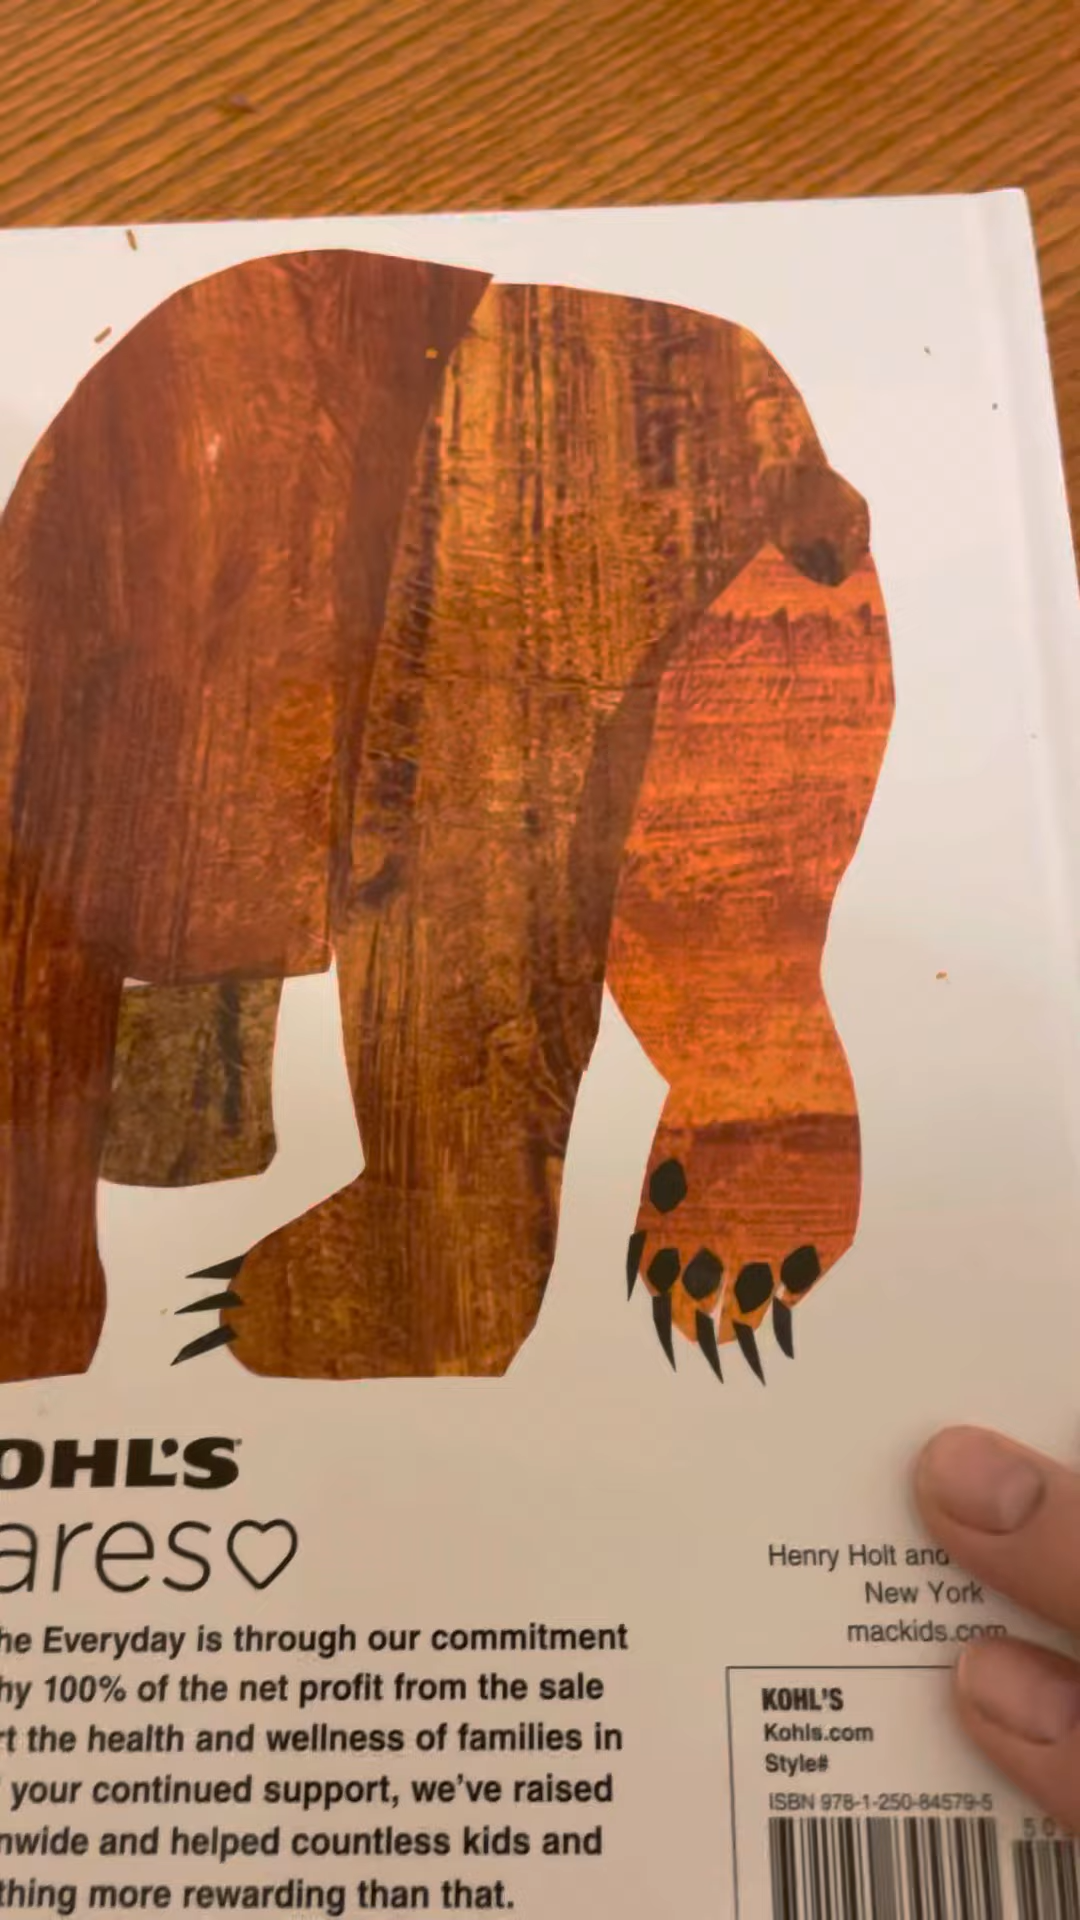 OHL'S
ares♡
he Everyday is through our commitment
hy 100% of the net profit from the sale
rt the health and wellness of families in
your continued support, we've raised
nwide and helped countless kids and
thing more rewarding than that.
Henry Holt and
New York
mackids.com
KOHL'S
Kohls.com
Style#
ISBN 978-1-250-84579-5
50